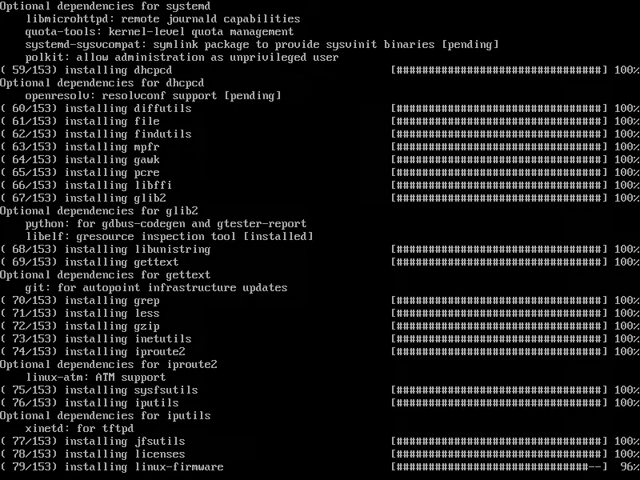 Optional dependencies for systemd
    libmicrohttpd: remote journald capabilities
    quota-tools: kernel-level quota management
    systemd-sysvcompat: symlink package to provide sysvinit binaries [pending]
    polkit: allow administration as unprivileged user
( 59/153) installing dhcpcd [################################] 100%
Optional dependencies for dhcpcd
    openresolv: resolvconf support [pending]
( 60/153) installing diffutils [################################] 100%
( 61/153) installing file [################################] 100%
( 62/153) installing findutils [################################] 100%
( 63/153) installing mpfr [################################] 100%
( 64/153) installing gawk [################################] 100%
( 65/153) installing pcre [################################] 100%
( 66/153) installing libffi [################################] 100%
( 67/153) installing glib2 [################################] 100%
Optional dependencies for glib2
    python: for gdbus-codegen and gtester-report
    libelf: gresource inspection tool [installed]
( 68/153) installing libunistring [################################] 100%
( 69/153) installing gettext [################################] 100%
Optional dependencies for gettext
    git: for autopoint infrastructure updates
( 70/153) installing grep [################################] 100%
( 71/153) installing less [################################] 100%
( 72/153) installing gzip [################################] 100%
( 73/153) installing inetutils [################################] 100%
( 74/153) installing iproute2 [################################] 100%
Optional dependencies for iproute2
    linux-atm: ATM support
( 75/153) installing sysfsutils [################################] 100%
( 76/153) installing iputils [################################] 100%
Optional dependencies for iputils
    xinetd: for tftpd
( 77/153) installing jfsutils [################################] 100%
( 78/153) installing licenses [################################] 100%
( 79/153) installing linux-firmware [##############################--] 96%